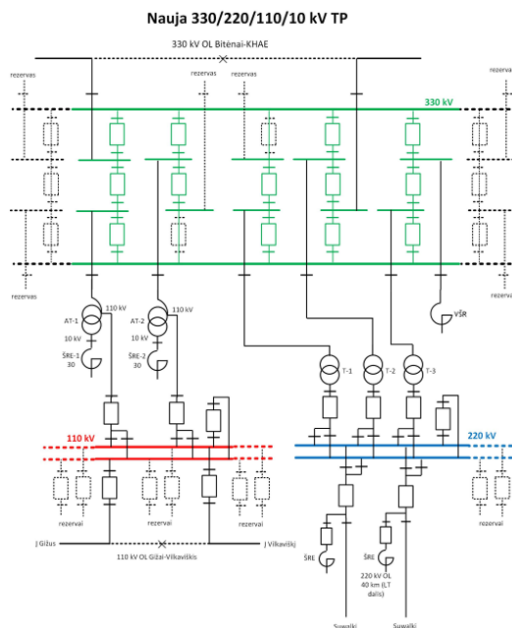 Nauja 330/220/110/10 kV TP
330 kV OL Bitėnai-KHAE
rezervas
rezervas
rezervas
rezervas
330 kV
rezervas
rezervas
110 kV
110 kV
AT-1
AT-2
VŠR
10 kV
10 kV
ŠRE-1
30
ŠRE-2
30
T-1
T-2
T-3
110 kV
220 kV
rezervai
rezervai
rezervai
rezervai
Į Gižus
110 kV OL Gižai-Vilkaviškis
Į Vilkaviškį
ŠRE
ŠRE
220 kV OL
40 km (LT
dalis)
Suwalki
Suwalki